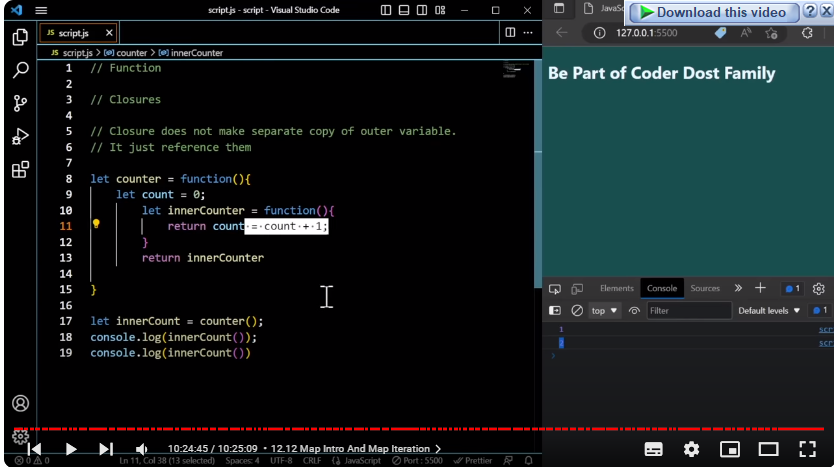 script.js - script - Visual Studio Code
JavaSc
Download this video
JS script.js
127.0.0.1:5500
JS script.js > counter > innerCounter
1 // Function
2
3 // Closures
4
5 // Closure does not make separate copy of outer variable.
6 // It just reference them
7
8 let counter = function(){
9 let count = 0;
10 let innerCounter = function(){
11 return count = count + 1;
12 }
13 return innerCounter
14
15 }
16
17 let innerCount = counter();
18 console.log(innerCount());
19 console.log(innerCount())
Be Part of Coder Dost Family
Elements Console Sources 1
top Filter Default levels 1
1 scr
2 scr
10:24:45 / 10:25:09 • 12.12 Map Intro And Map Iteration
0 0 Ln 11, Col 38 (13 selected) Spaces: 4 UTF-8 CRLF JavaScript Port : 5500 Prettier